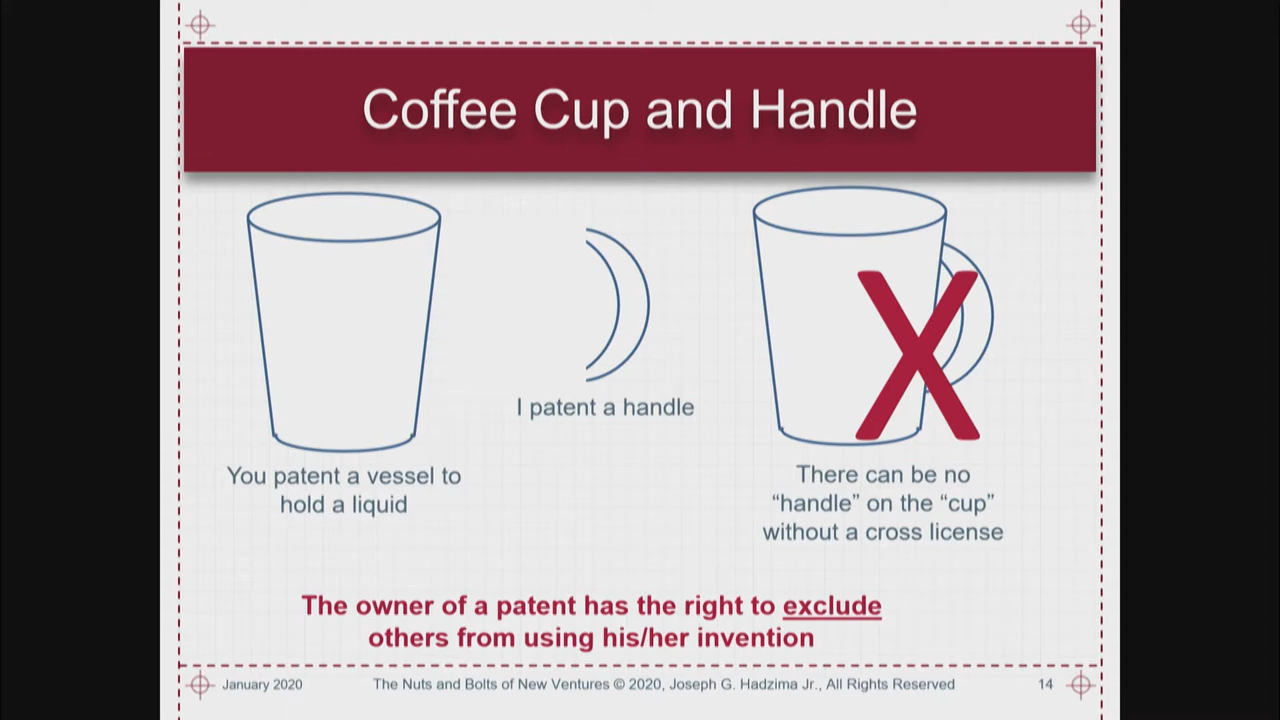 Coffee Cup and Handle
I patent a handle
You patent a vessel to
hold a liquid
There can be no
“handle” on the “cup”
without a cross license
The owner of a patent has the right to exclude
others from using his/her invention
January 2020 The Nuts and Bolts of New Ventures © 2020, Joseph G. Hadzima Jr., All Rights Reserved 14